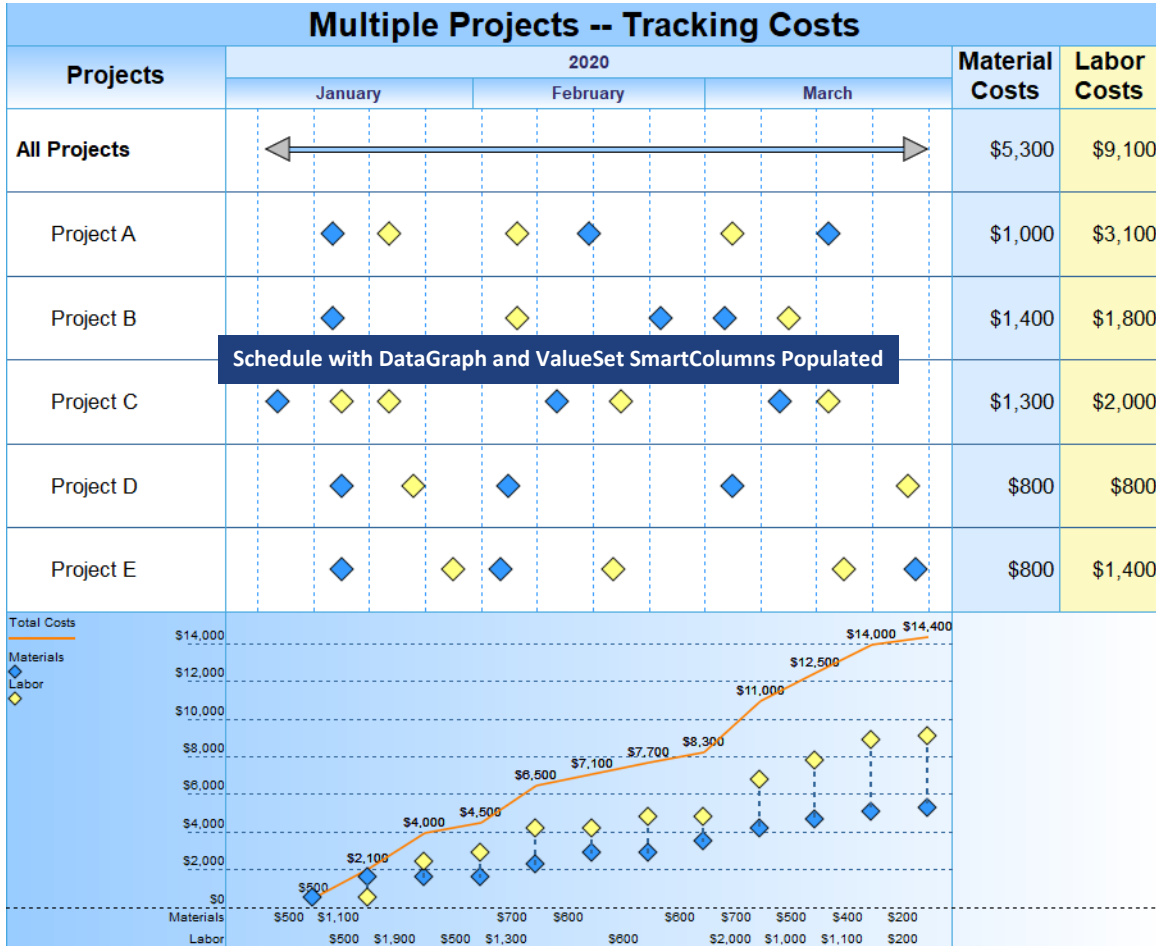 Multiple Projects -- Tracking Costs
Projects
2020
Material Costs
Labor Costs
January February March
All Projects $5,300 $9,100
Project A $1,000 $3,100
Project B $1,400 $1,800
Schedule with DataGraph and ValueSet SmartColumns Populated
Project C $1,300 $2,000
Project D $800 $800
Project E $800 $1,400
Total Costs
Materials
Labor
$14,000
$12,000
$10,000
$8,000
$6,000
$4,000
$2,000
$0
$500
$2,100
$4,000
$4,500
$6,500
$7,100
$7,700
$8,300
$11,000
$12,500
$14,000
$14,400
Materials $500 $1,100 $700 $600 $600 $700 $500 $400 $200
Labor $500 $1,900 $500 $1,300 $600 $2,000 $1,000 $1,100 $200